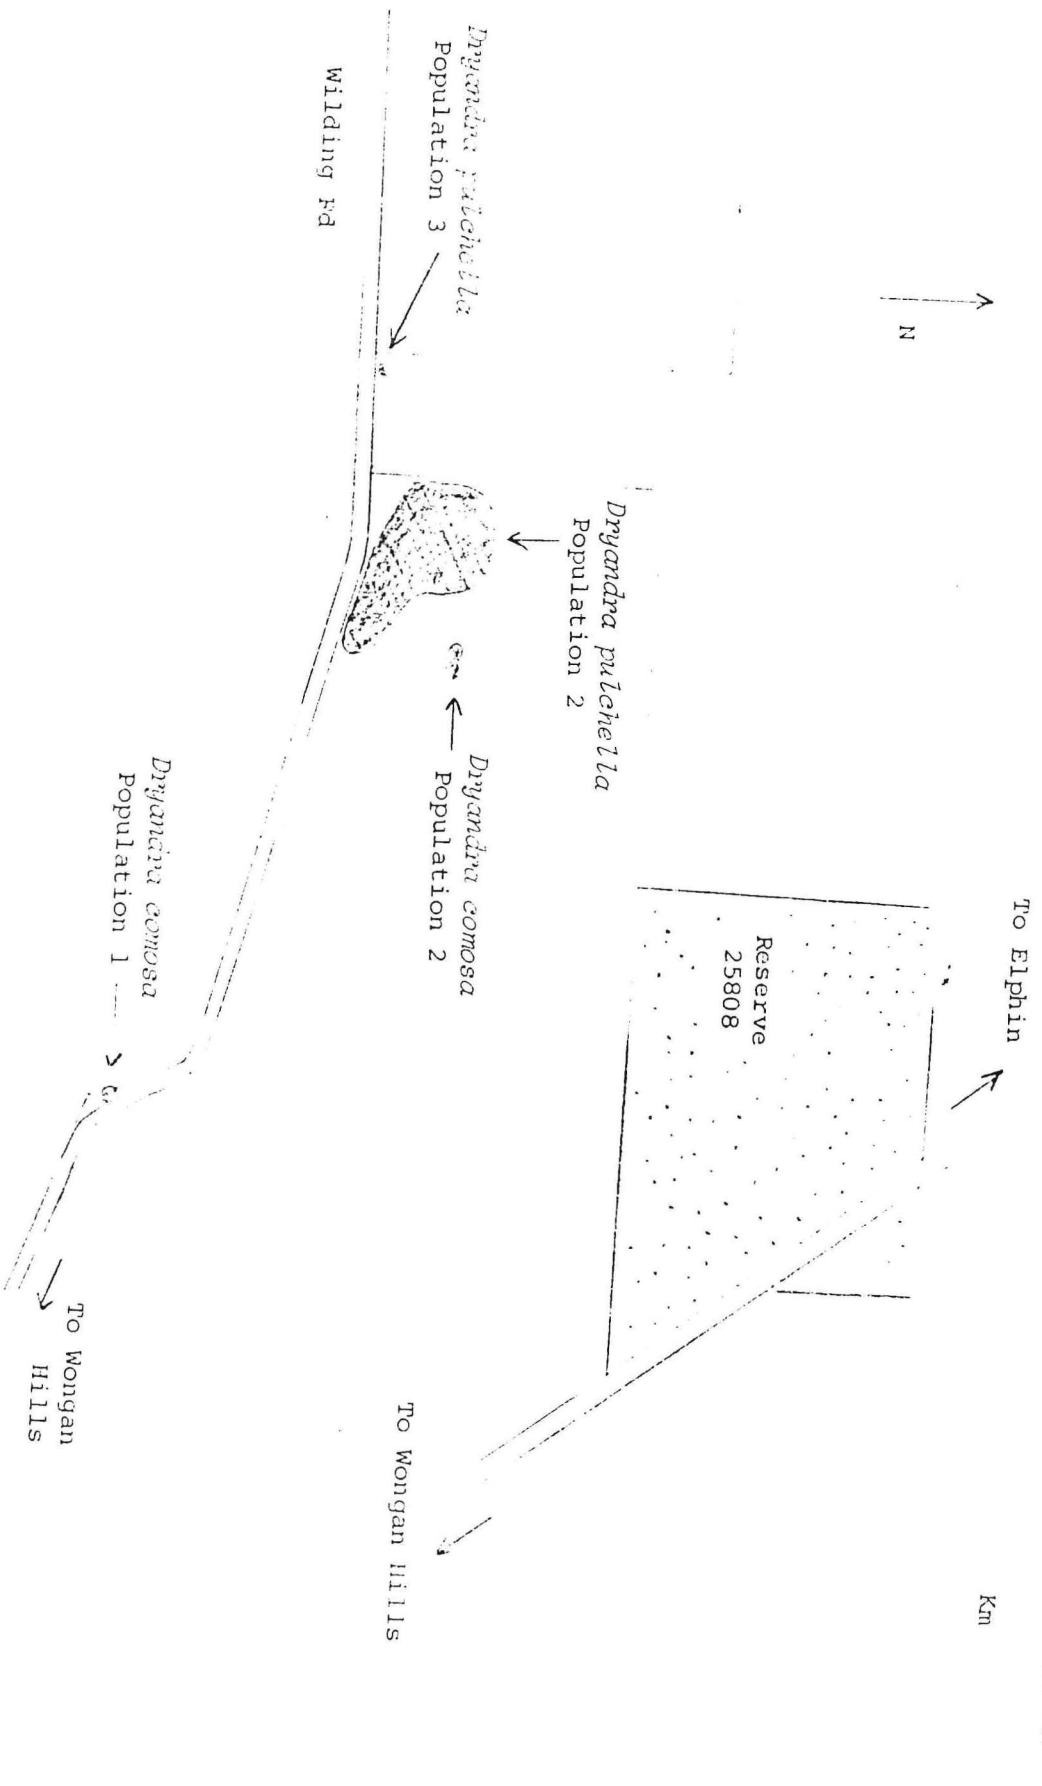 To Elphin
Km
N
Reserve
25808
Dryandra pulchella
Population 2
Dryandra pulchella
Population 3
Dryandra comosa
Population 2
To Wongan Hills
Wilding Rd
Dryandra comosa
Population 1
To Wongan
Hills